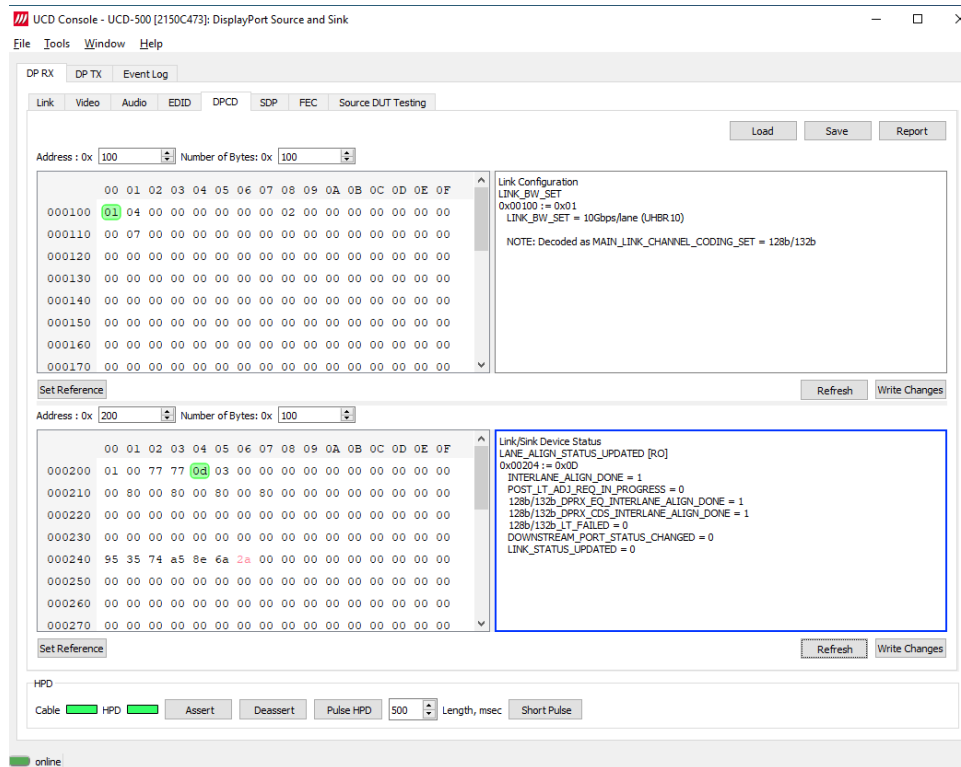 UCD Console - UCD-500 [2150C473]: DisplayPort Source and Sink
File Tools Window Help
DP RX DP TX Event Log
Link Video Audio EDID DPCD SDP FEC Source DUT Testing
Load Save Report
Address : 0x 100 Number of Bytes: 0x 100
00 01 02 03 04 05 06 07 08 09 0A 0B 0C 0D 0E 0F
000100 01 04 00 00 00 00 00 00 02 00 00 00 00 00 00 00
000110 00 07 00 00 00 00 00 00 00 00 00 00 00 00 00 00
000120 00 00 00 00 00 00 00 00 00 00 00 00 00 00 00 00
000130 00 00 00 00 00 00 00 00 00 00 00 00 00 00 00 00
000140 00 00 00 00 00 00 00 00 00 00 00 00 00 00 00 00
000150 00 00 00 00 00 00 00 00 00 00 00 00 00 00 00 00
000160 00 00 00 00 00 00 00 00 00 00 00 00 00 00 00 00
000170 00 00 00 00 00 00 00 00 00 00 00 00 00 00 00 00
Link Configuration
LINK_BW_SET
0x00100 := 0x01
LINK_BW_SET = 10Gbps/lane (UHBR10)
NOTE: Decoded as MAIN_LINK_CHANNEL_CODING_SET = 128b/132b
Set Reference Refresh Write Changes
Address : 0x 200 Number of Bytes: 0x 100
00 01 02 03 04 05 06 07 08 09 0A 0B 0C 0D 0E 0F
000200 01 00 77 77 0d 03 00 00 00 00 00 00 00 00 00 00
000210 00 80 00 80 00 80 00 80 00 00 00 00 00 00 00 00
000220 00 00 00 00 00 00 00 00 00 00 00 00 00 00 00 00
000230 00 00 00 00 00 00 00 00 00 00 00 00 00 00 00 00
000240 95 35 74 a5 8e 6a 2a 00 00 00 00 00 00 00 00 00
000250 00 00 00 00 00 00 00 00 00 00 00 00 00 00 00 00
000260 00 00 00 00 00 00 00 00 00 00 00 00 00 00 00 00
000270 00 00 00 00 00 00 00 00 00 00 00 00 00 00 00 00
Link/Sink Device Status
LANE_ALIGN_STATUS_UPDATED [RO]
0x00204 := 0x0D
INTERLANE_ALIGN_DONE = 1
POST_LT_ADJ_REQ_IN_PROGRESS = 0
128b/132b_DPRX_EQ_INTERLANE_ALIGN_DONE = 1
128b/132b_DPRX_CDS_INTERLANE_ALIGN_DONE = 1
128b/132b_LT_FAILED = 0
DOWNSTREAM_PORT_STATUS_CHANGED = 0
LINK_STATUS_UPDATED = 0
Set Reference Refresh Write Changes
HPD
Cable HPD Assert Deassert Pulse HPD 500 Length, msec Short Pulse
online